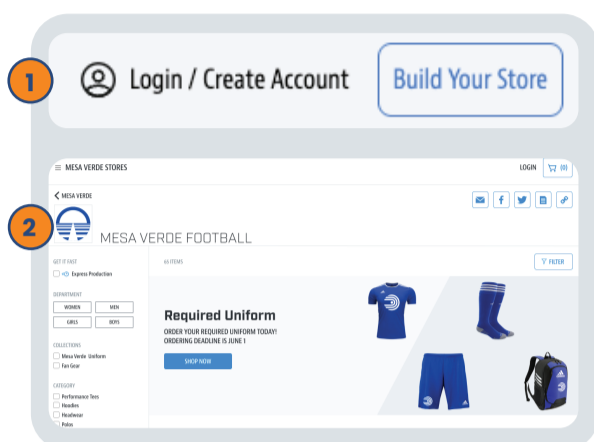 1
Login / Create Account
Build Your Store
2
MESA VERDE STORES
LOGIN
(0)
MESA VERDE
MESA VERDE FOOTBALL
GET IT FAST
Express Production
65 ITEMS
FILTER
DEPARTMENT
WOMEN
MEN
GIRLS
BOYS
COLLECTIONS
Mesa Verde Uniform
Fan Gear
CATEGORY
Performance Tees
Hoodies
Headwear
Polos
Required Uniform
ORDER YOUR REQUIRED UNIFORM TODAY!
ORDERING DEADLINE IS JUNE 1
SHOP NOW